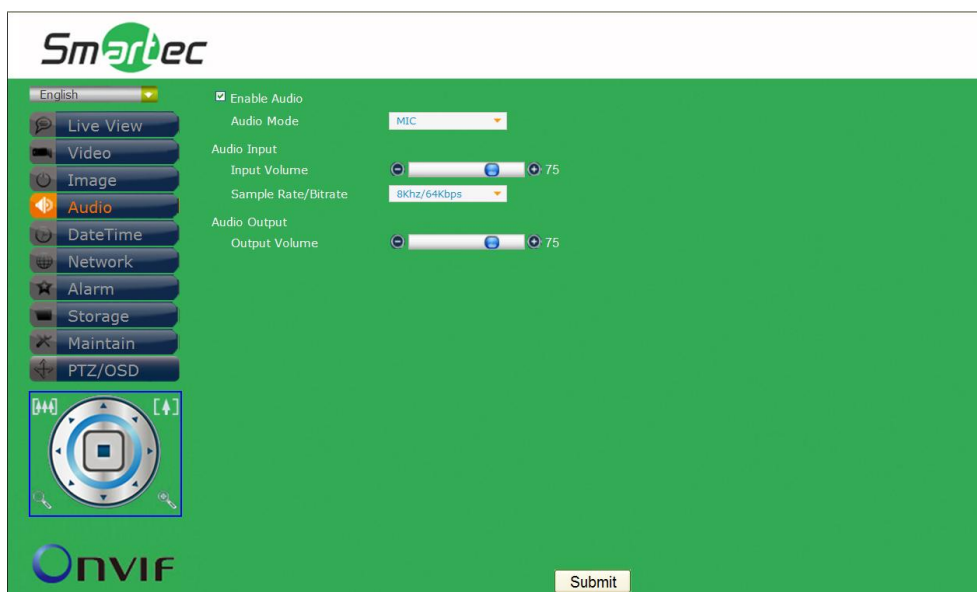 Smartec
English
Enable Audio
Live View
Audio Mode MIC
Video
Audio Input
Image
Input Volume 75
Audio
Sample Rate/Bitrate 8Khz/64Kbps
DateTime
Audio Output
Output Volume 75
Network
Alarm
Storage
Maintain
PTZ/OSD
Onvif
Submit